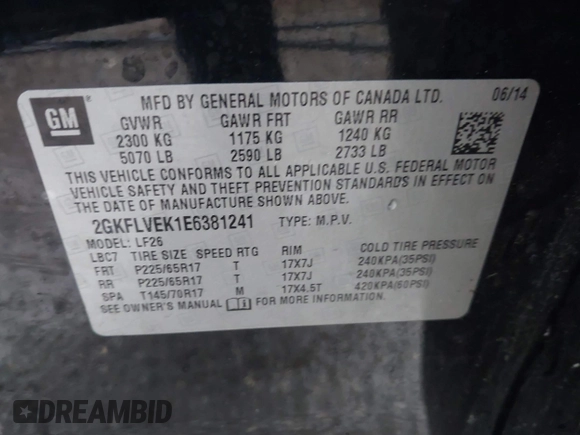 GM
MFD BY GENERAL MOTORS OF CANADA LTD. 06/14
GVWR GAWR FRT GAWR RR
2300 KG 1175 KG 1240 KG
5070 LB 2590 LB 2733 LB
THIS VEHICLE CONFORMS TO ALL APPLICABLE U.S. FEDERAL MOTOR
VEHICLE SAFETY AND THEFT PREVENTION STANDARDS IN EFFECT ON
THE DATE OF MANUFACTURE SHOWN ABOVE.
2GKFLVEK1E6381241 TYPE: M.P.V.
MODEL: LF26
LBC7 TIRE SIZE SPEED RTG RIM COLD TIRE PRESSURE
FRT P225/65R17 T 17X7J 240KPA(35PSI)
RR P225/65R17 T 17X7J 240KPA(35PSI)
SPA T145/70R17 M 17X4.5T 420KPA(60PSI)
SEE OWNER'S MANUAL FOR MORE INFORMATION
DREAMBID